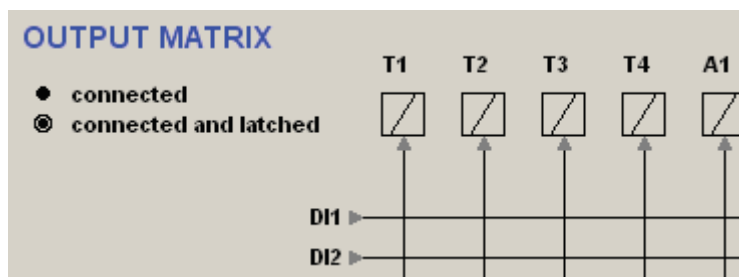 OUTPUT MATRIX
T1 T2 T3 T4 A1
connected
connected and latched
DI1
DI2